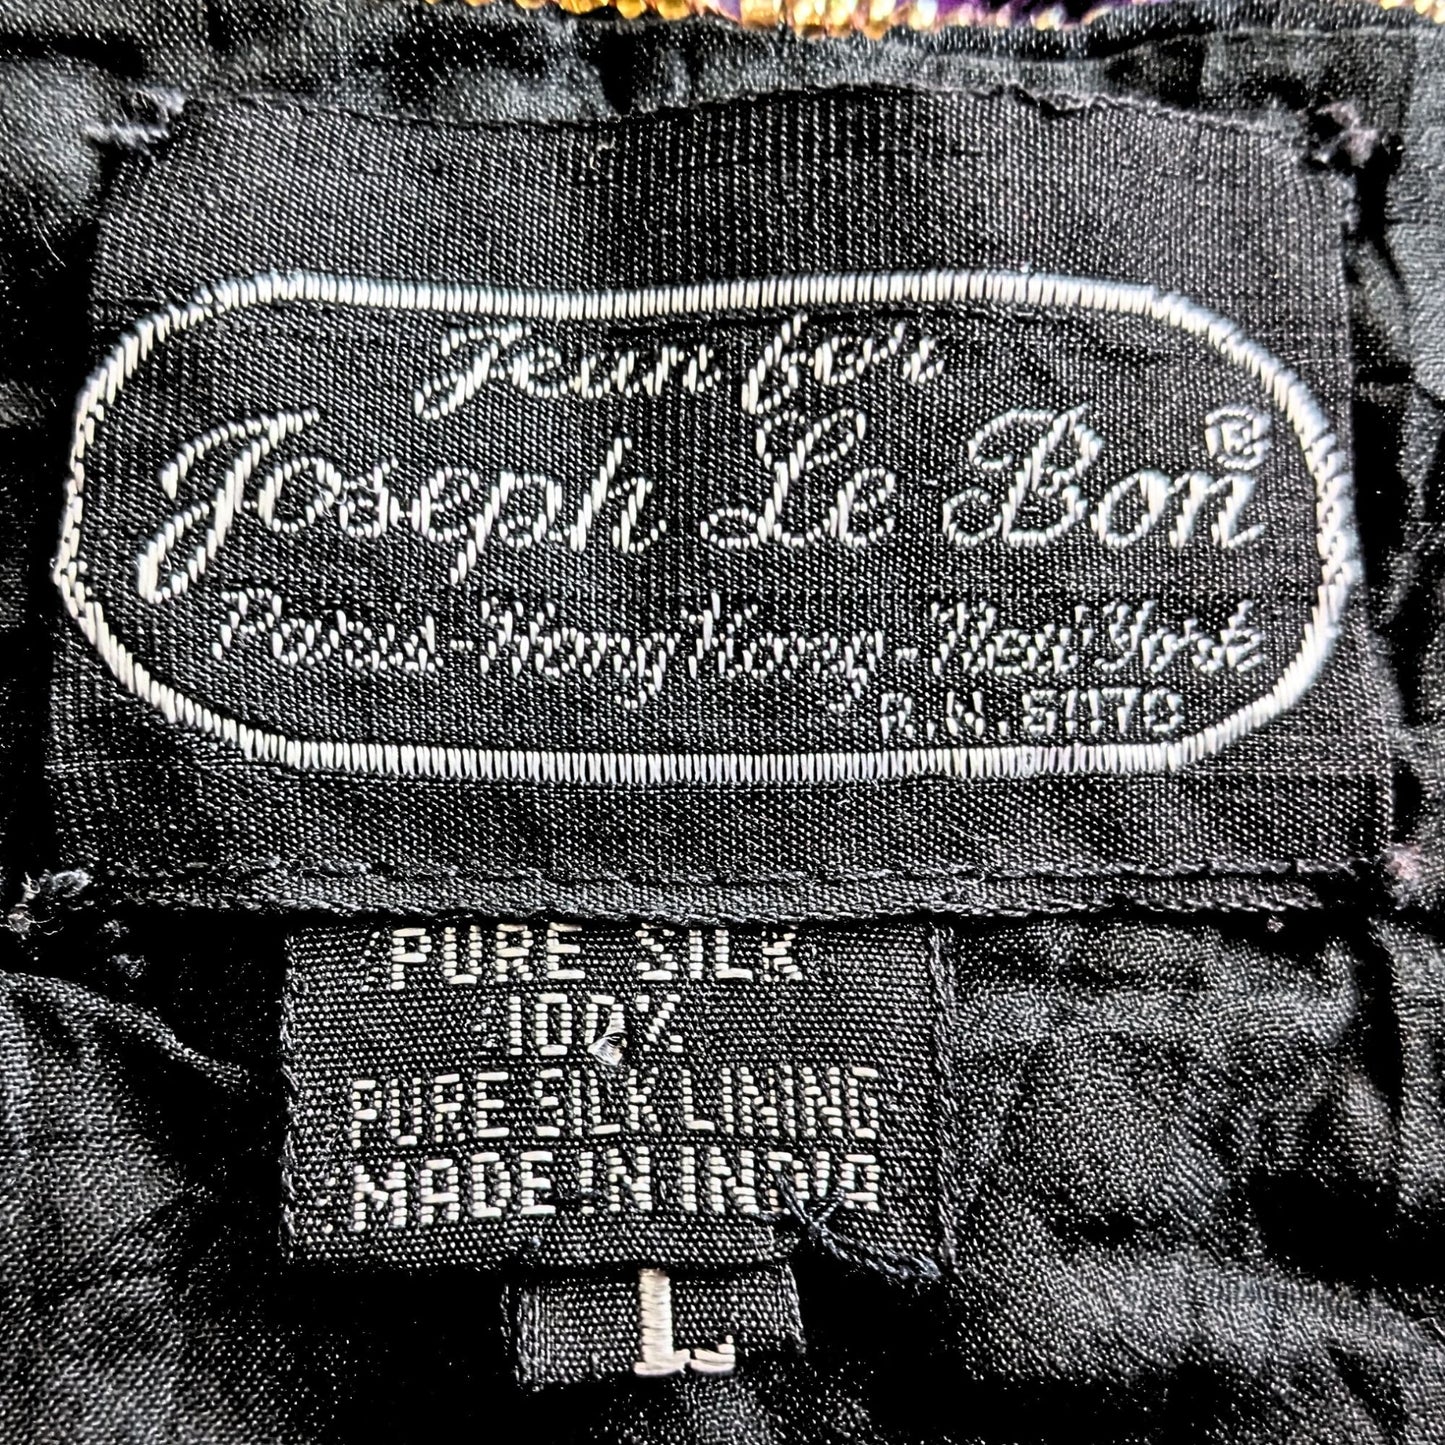 Jean for
Joseph Le Bon®
Paris-Hong Kong-New York
R.N. 51170
PURE SILK
100%
PURE SILK LINING
MADE IN INDIA
L